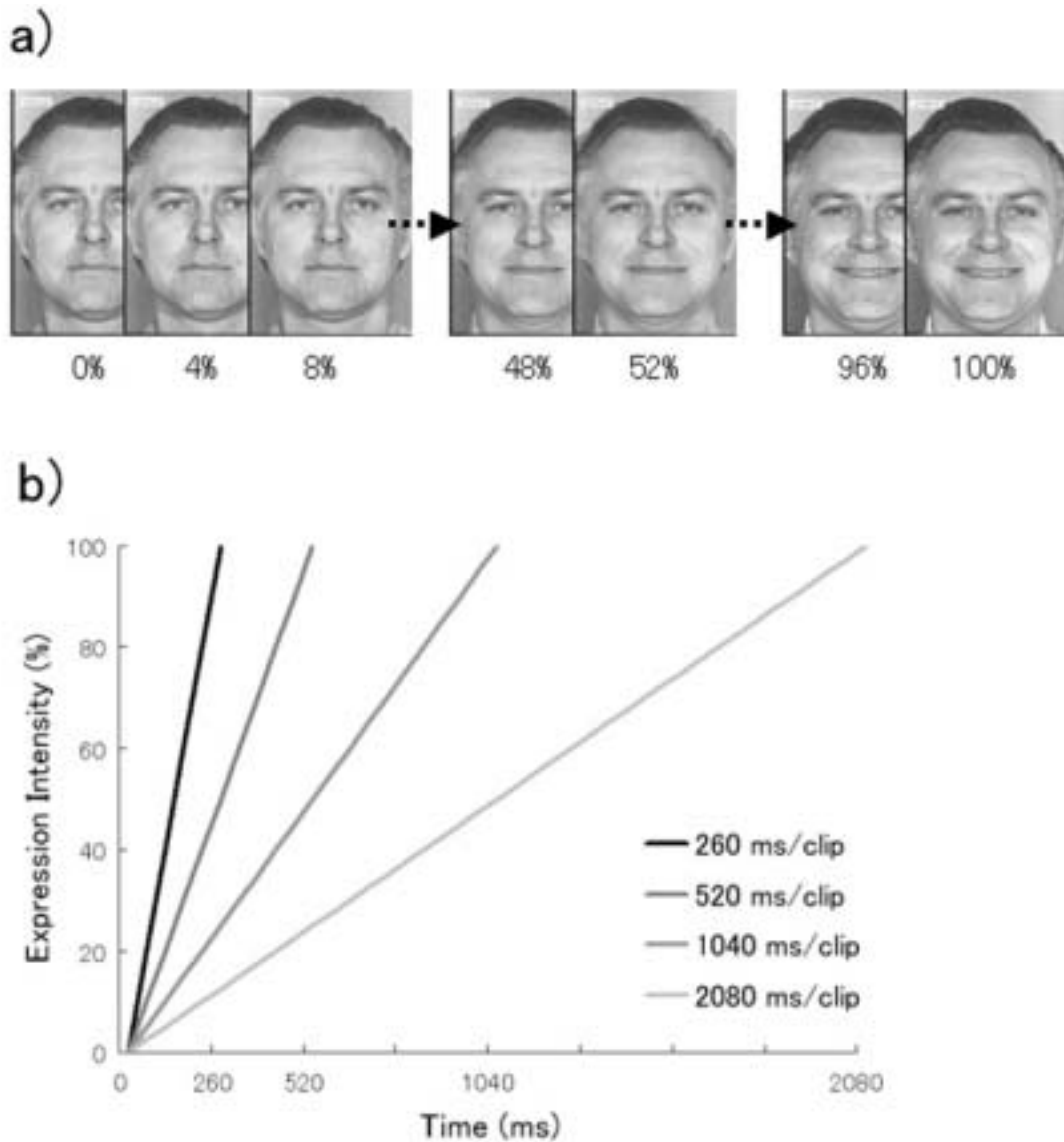 a)
0% 4% 8% 48% 52% 96% 100%
b)
Expression Intensity (%)
100
80
60
40
20
0
260 ms/clip
520 ms/clip
1040 ms/clip
2080 ms/clip
0 260 520 1040 2080
Time (ms)